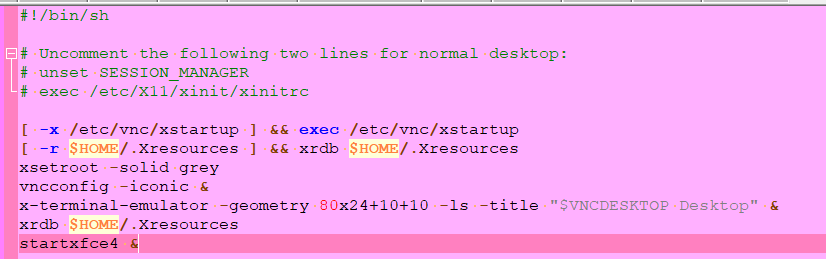 #!/bin/sh
# Uncomment the following two lines for normal desktop:
# unset SESSION_MANAGER
# exec /etc/X11/xinit/xinitrc
[ -x /etc/vnc/xstartup ] && exec /etc/vnc/xstartup
[ -r $HOME/.Xresources ] && xrdb $HOME/.Xresources
xsetroot -solid grey
vncconfig -iconic &
x-terminal-emulator -geometry 80x24+10+10 -ls -title "$VNCDESKTOP Desktop" &
xrdb $HOME/.Xresources
startxfce4 &